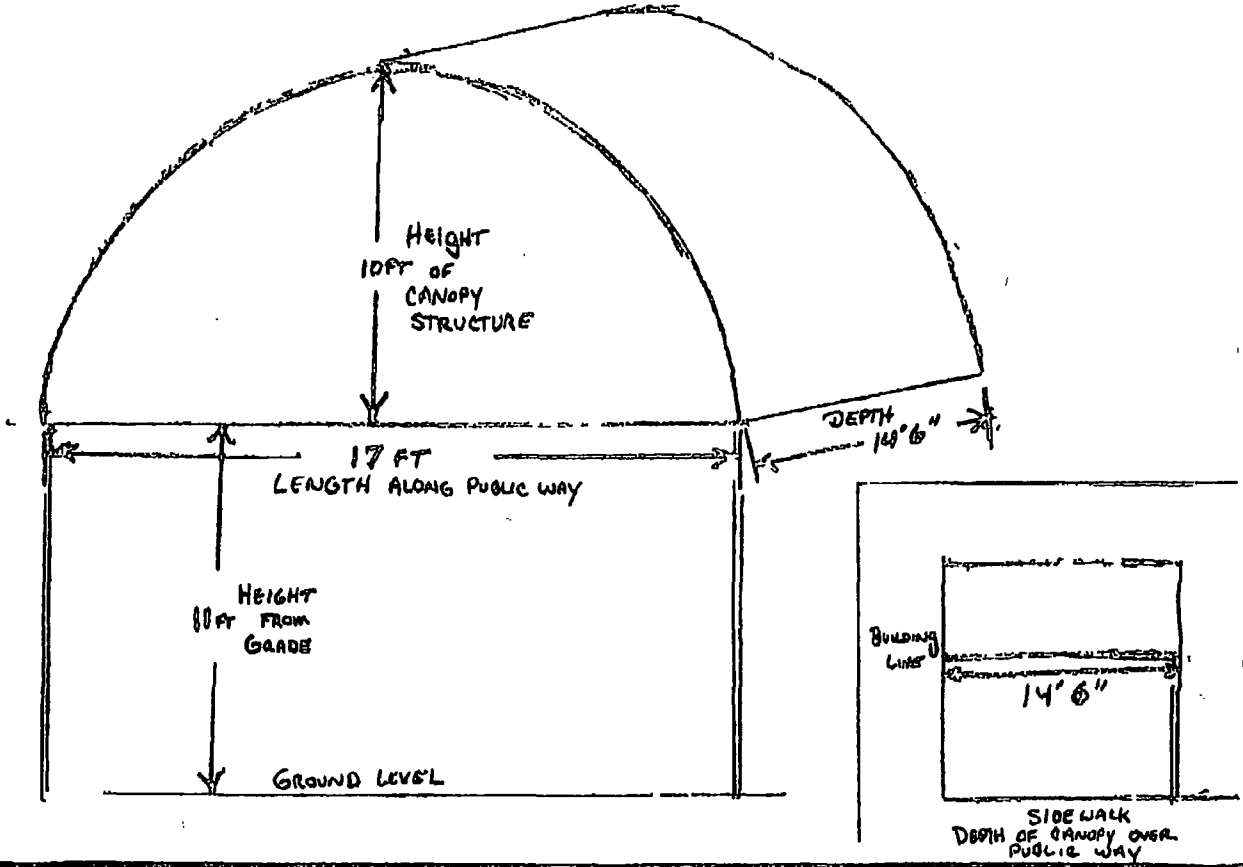 HEIGHT
10FT OF
CANOPY
STRUCTURE
17 FT
LENGTH ALONG PUBLIC WAY
DEPTH
14' 6"
HEIGHT
11FT FROM
GRADE
GROUND LEVEL
BUILDING
LINE
14' 6"
SIDEWALK
DEPTH OF CANOPY OVER
PUBLIC WAY